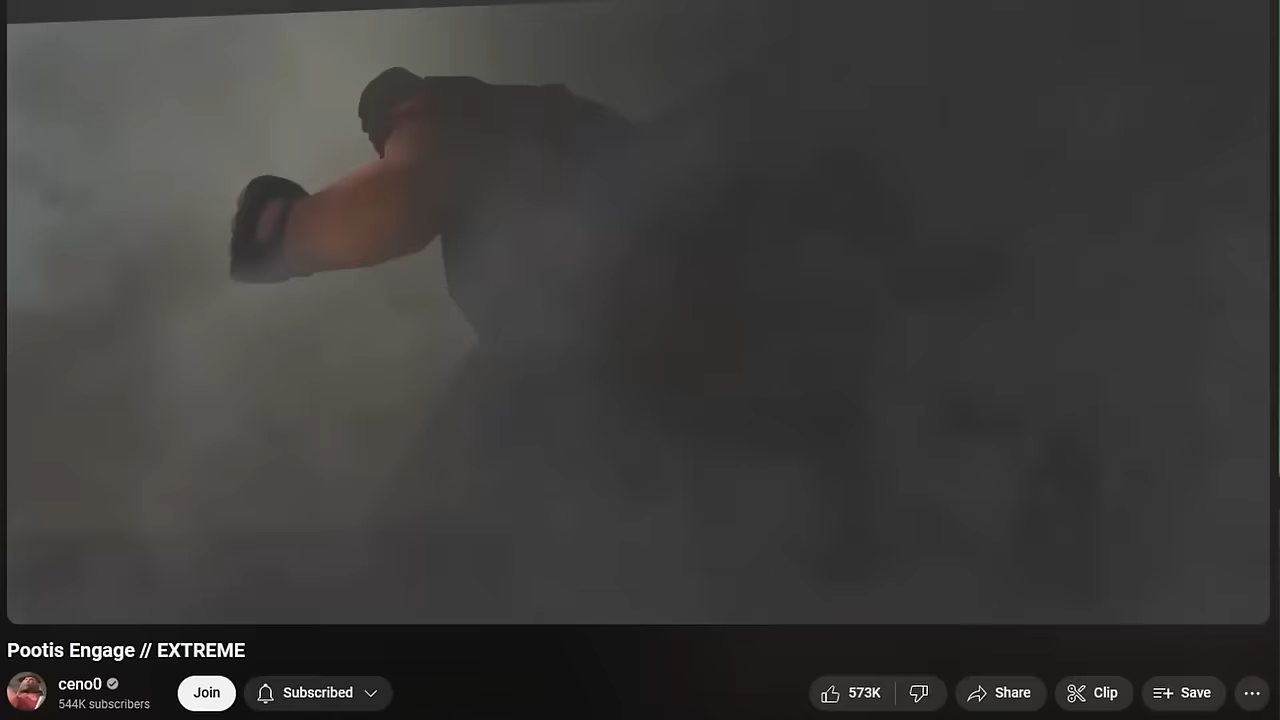 Pootis Engage // EXTREME
ceno0
544K subscribers
Join
Subscribed
573K
Share
Clip
Save